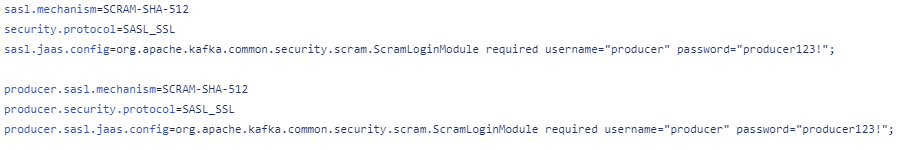 sasl.mechanism=SCRAM-SHA-512
security.protocol=SASL_SSL
sasl.jaas.config=org.apache.kafka.common.security.scram.ScramLoginModule required username="producer" password="producer123!";
producer.sasl.mechanism=SCRAM-SHA-512
producer.security.protocol=SASL_SSL
producer.sasl.jaas.config=org.apache.kafka.common.security.scram.ScramLoginModule required username="producer" password="producer123!";